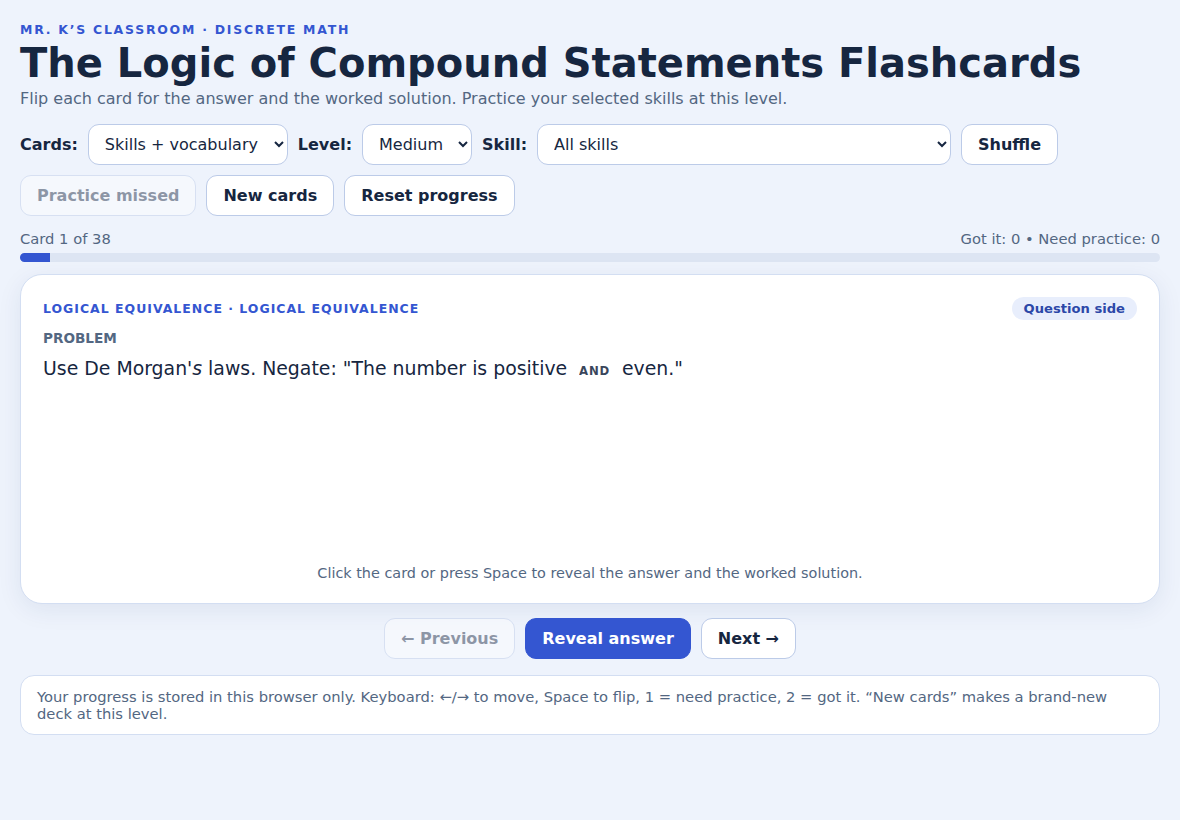 MR. K'S CLASSROOM · DISCRETE MATH
The Logic of Compound Statements Flashcards
Flip each card for the answer and the worked solution. Practice your selected skills at this level.
Cards: Skills + vocabulary Level: Medium Skill: All skills Shuffle
Practice missed New cards Reset progress
Card 1 of 38 Got it: 0 • Need practice: 0
LOGICAL EQUIVALENCE · LOGICAL EQUIVALENCE Question side
PROBLEM
Use De Morgan's laws. Negate: "The number is positive AND even."
Click the card or press Space to reveal the answer and the worked solution.
← Previous Reveal answer Next →
Your progress is stored in this browser only. Keyboard: ←/→ to move, Space to flip, 1 = need practice, 2 = got it. “New cards” makes a brand-new
deck at this level.